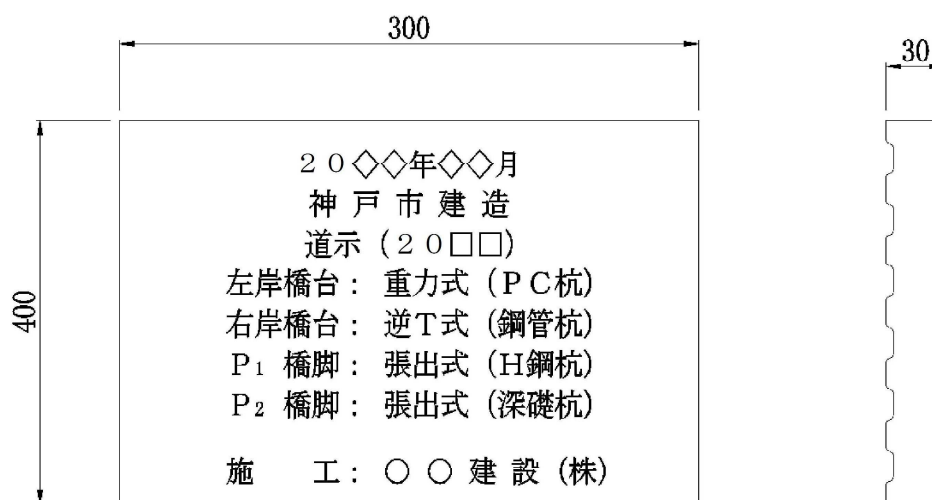 300
30
400
２０◇◇年◇◇月
神戸市建造
道示（２０□□）
左岸橋台：重力式（ＰＣ杭）
右岸橋台：逆Ｔ式（鋼管杭）
Ｐ₁ 橋脚：張出式（Ｈ鋼杭）
Ｐ₂ 橋脚：張出式（深礎杭）
施　工：○○建設（株）